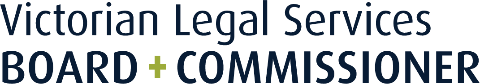 Victorian Legal Services
BOARD + COMMISSIONER